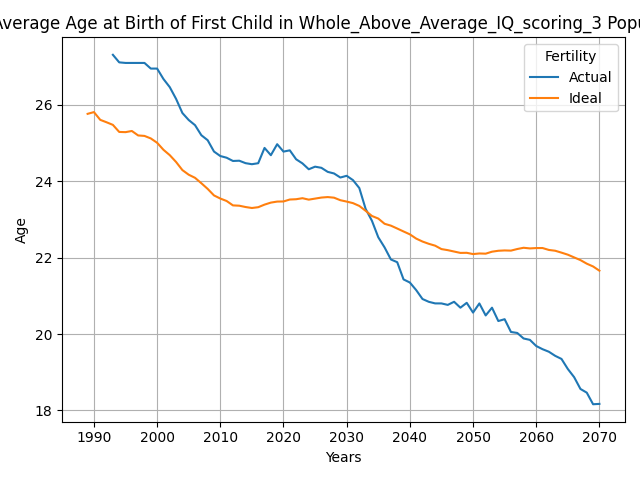 Average Age at Birth of First Child in Whole_Above_Average_IQ_scoring_3
Fertility
Actual
Ideal
Age
26
24
22
20
18
1990 2000 2010 2020 2030 2040 2050 2060 2070
Years